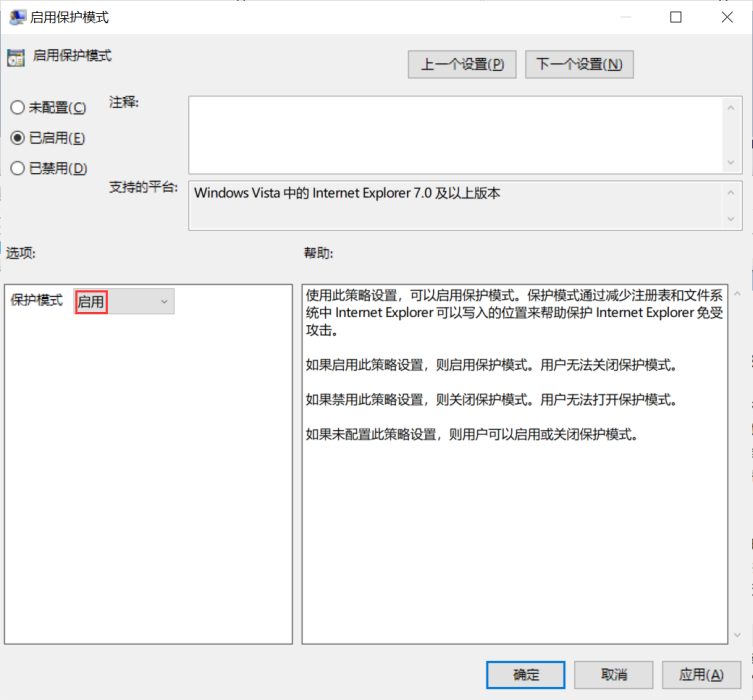 启用保护模式
启用保护模式
上一个设置(P)
下一个设置(N)
未配置(C)
注释:
已启用(E)
已禁用(D)
支持的平台:
Windows Vista 中的 Internet Explorer 7.0 及以上版本
选项:
帮助:
保护模式
启用
使用此策略设置，可以启用保护模式。保护模式通过减少注册表和文件系
统中 Internet Explorer 可以写入的位置来帮助保护 Internet Explorer 免受
攻击。
如果启用此策略设置，则启用保护模式。用户无法关闭保护模式。
如果禁用此策略设置，则关闭保护模式。用户无法打开保护模式。
如果未配置此策略设置，则用户可以启用或关闭保护模式。
确定
取消
应用(A)